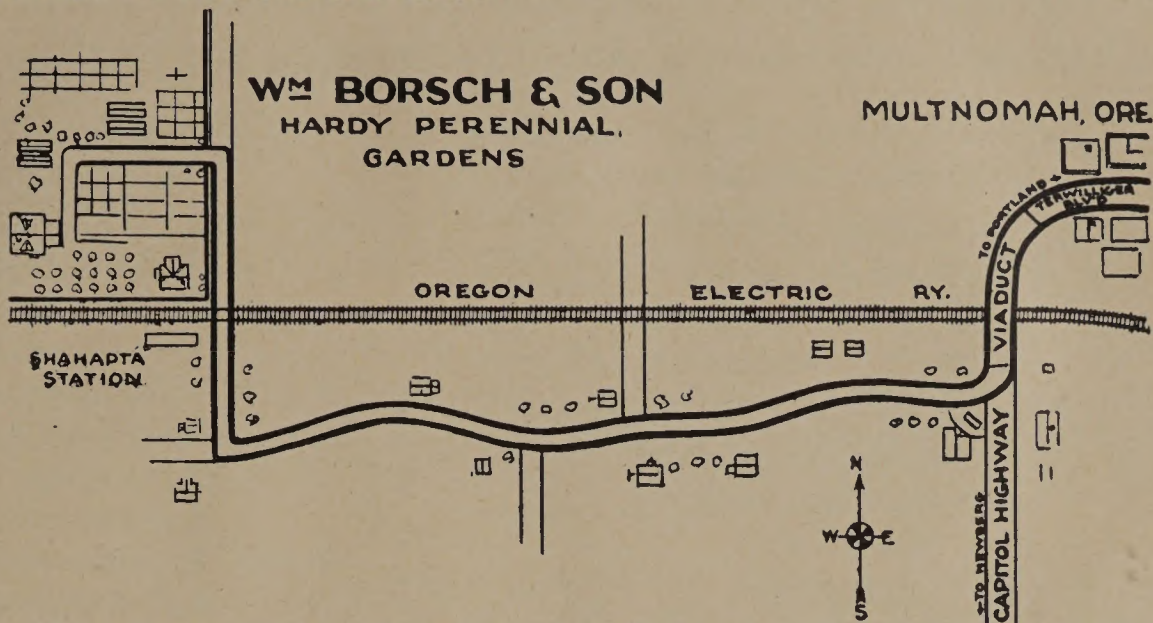 WM BORSCH & SON
HARDY PERENNIAL,
GARDENS
MULTNOMAH, ORE.
TO PORTLAND
TERWILLIGER
BLVD
VIADUCT
OREGON ELECTRIC RY.
SHAHAPTA
STATION
N
W E
S
TO NEWBERG
CAPITOL HIGHWAY